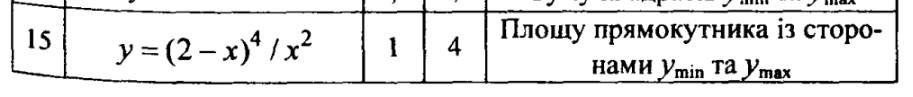 15 y = (2 – x)⁴ / x² 1 4 Площу прямокутника із сторо-
нами y_min та y_max